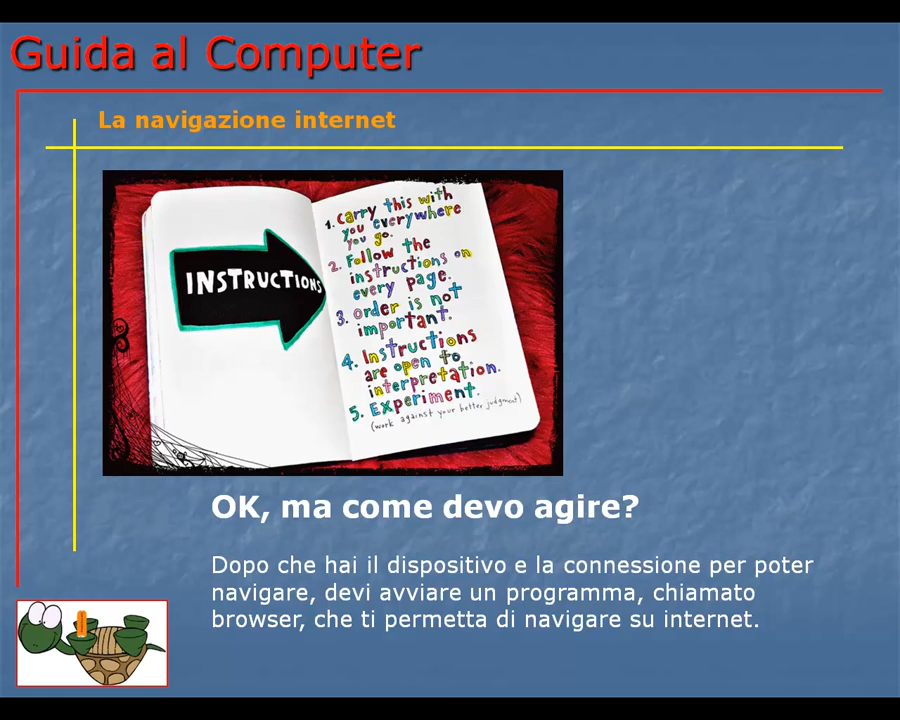 Guida al Computer
La navigazione internet
INSTRUCTIONS
1. Carry this with
you everywhere
you go.
2. Follow the
instructions on
every page.
3. Order is not
important.
4. Instructions
are open to
interpretation.
5. Experiment.
(work against your better judgment)
OK, ma come devo agire?
Dopo che hai il dispositivo e la connessione per poter
navigare, devi avviare un programma, chiamato
browser, che ti permetta di navigare su internet.